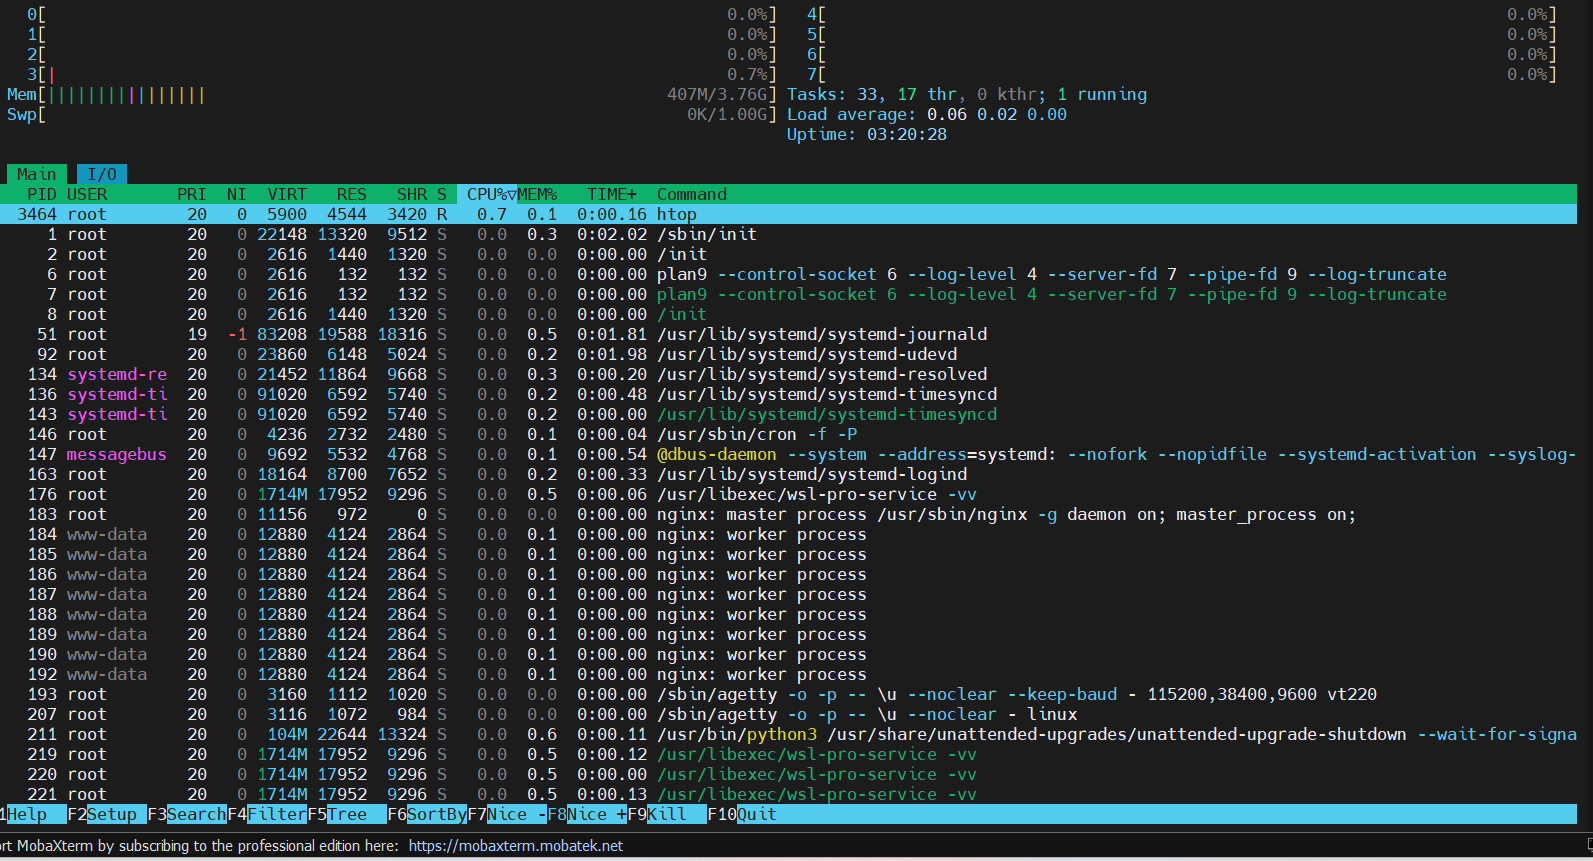 0[ 0.0%] 4[ 0.0%]
1[ 0.0%] 5[ 0.0%]
2[ 0.0%] 6[ 0.0%]
3[| 0.7%] 7[ 0.0%]
Mem[|||||||||||||||| 407M/3.76G] Tasks: 33, 17 thr, 0 kthr; 1 running
Swp[ 0K/1.00G] Load average: 0.06 0.02 0.00
Uptime: 03:20:28
Main I/O
PID USER PRI NI VIRT RES SHR S CPU%▽MEM% TIME+ Command
3464 root 20 0 5900 4544 3420 R 0.7 0.1 0:00.16 htop
1 root 20 0 22148 13320 9512 S 0.0 0.3 0:02.02 /sbin/init
2 root 20 0 2616 1440 1320 S 0.0 0.0 0:00.00 /init
6 root 20 0 2616 132 132 S 0.0 0.0 0:00.00 plan9 --control-socket 6 --log-level 4 --server-fd 7 --pipe-fd 9 --log-truncate
7 root 20 0 2616 132 132 S 0.0 0.0 0:00.00 plan9 --control-socket 6 --log-level 4 --server-fd 7 --pipe-fd 9 --log-truncate
8 root 20 0 2616 1440 1320 S 0.0 0.0 0:00.00 /init
51 root 19 -1 83208 19588 18316 S 0.0 0.5 0:01.81 /usr/lib/systemd/systemd-journald
92 root 20 0 23860 6148 5024 S 0.0 0.2 0:01.98 /usr/lib/systemd/systemd-udevd
134 systemd-re 20 0 21452 11864 9668 S 0.0 0.3 0:00.20 /usr/lib/systemd/systemd-resolved
136 systemd-ti 20 0 91020 6592 5740 S 0.0 0.2 0:00.48 /usr/lib/systemd/systemd-timesyncd
143 systemd-ti 20 0 91020 6592 5740 S 0.0 0.2 0:00.00 /usr/lib/systemd/systemd-timesyncd
146 root 20 0 4236 2732 2480 S 0.0 0.1 0:00.04 /usr/sbin/cron -f -P
147 messagebus 20 0 9692 5532 4768 S 0.0 0.1 0:00.54 @dbus-daemon --system --address=systemd: --nofork --nopidfile --systemd-activation --syslog-
163 root 20 0 18164 8700 7652 S 0.0 0.2 0:00.33 /usr/lib/systemd/systemd-logind
176 root 20 0 1714M 17952 9296 S 0.0 0.5 0:00.06 /usr/libexec/wsl-pro-service -vv
183 root 20 0 11156 972 0 S 0.0 0.0 0:00.00 nginx: master process /usr/sbin/nginx -g daemon on; master_process on;
184 www-data 20 0 12880 4124 2864 S 0.0 0.1 0:00.00 nginx: worker process
185 www-data 20 0 12880 4124 2864 S 0.0 0.1 0:00.00 nginx: worker process
186 www-data 20 0 12880 4124 2864 S 0.0 0.1 0:00.00 nginx: worker process
187 www-data 20 0 12880 4124 2864 S 0.0 0.1 0:00.00 nginx: worker process
188 www-data 20 0 12880 4124 2864 S 0.0 0.1 0:00.00 nginx: worker process
189 www-data 20 0 12880 4124 2864 S 0.0 0.1 0:00.00 nginx: worker process
190 www-data 20 0 12880 4124 2864 S 0.0 0.1 0:00.00 nginx: worker process
192 www-data 20 0 12880 4124 2864 S 0.0 0.1 0:00.00 nginx: worker process
193 root 20 0 3160 1112 1020 S 0.0 0.0 0:00.00 /sbin/agetty -o -p -- \u --noclear --keep-baud - 115200,38400,9600 vt220
207 root 20 0 3116 1072 984 S 0.0 0.0 0:00.00 /sbin/agetty -o -p -- \u --noclear - linux
211 root 20 0 104M 22644 13324 S 0.0 0.6 0:00.11 /usr/bin/python3 /usr/share/unattended-upgrades/unattended-upgrade-shutdown --wait-for-signa
219 root 20 0 1714M 17952 9296 S 0.0 0.5 0:00.12 /usr/libexec/wsl-pro-service -vv
220 root 20 0 1714M 17952 9296 S 0.0 0.5 0:00.00 /usr/libexec/wsl-pro-service -vv
221 root 20 0 1714M 17952 9296 S 0.0 0.5 0:00.13 /usr/libexec/wsl-pro-service -vv
1Help F2Setup F3SearchF4FilterF5Tree F6SortByF7Nice -F8Nice +F9Kill F10Quit
ort MobaXterm by subscribing to the professional edition here: https://mobaxterm.mobatek.net